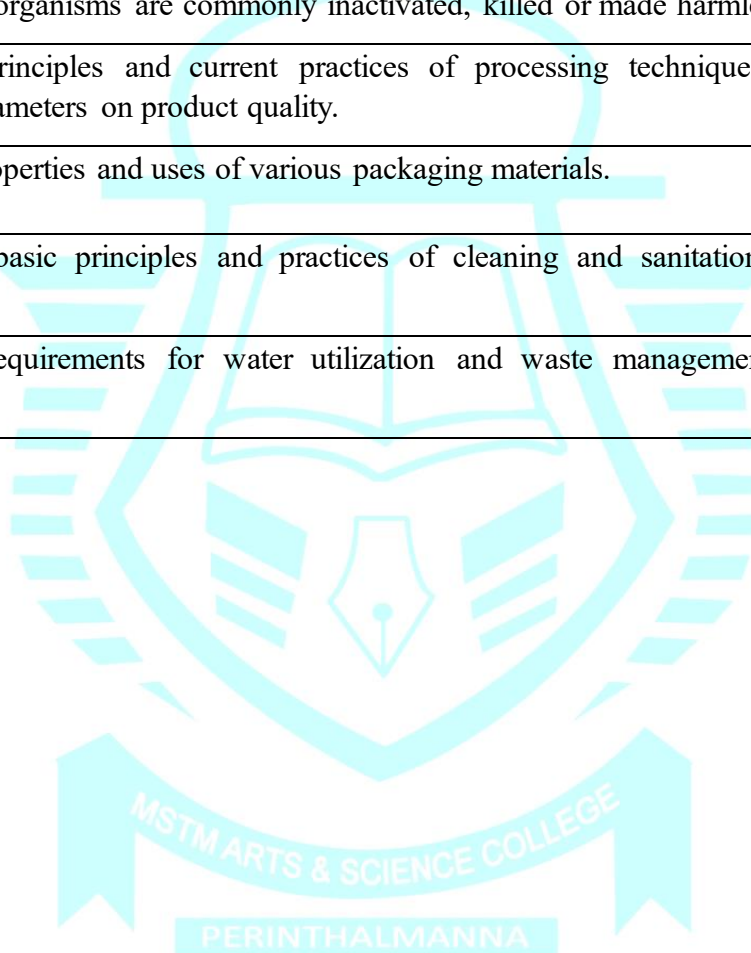 organisms are commonly inactivated, killed or made harmle
rinciples and current practices of processing technique
ameters on product quality.
operties and uses of various packaging materials.
basic principles and practices of cleaning and sanitation
equirements for water utilization and waste managemen
MSTM ARTS & SCIENCE COLLEGE
PERINTHALMANNA